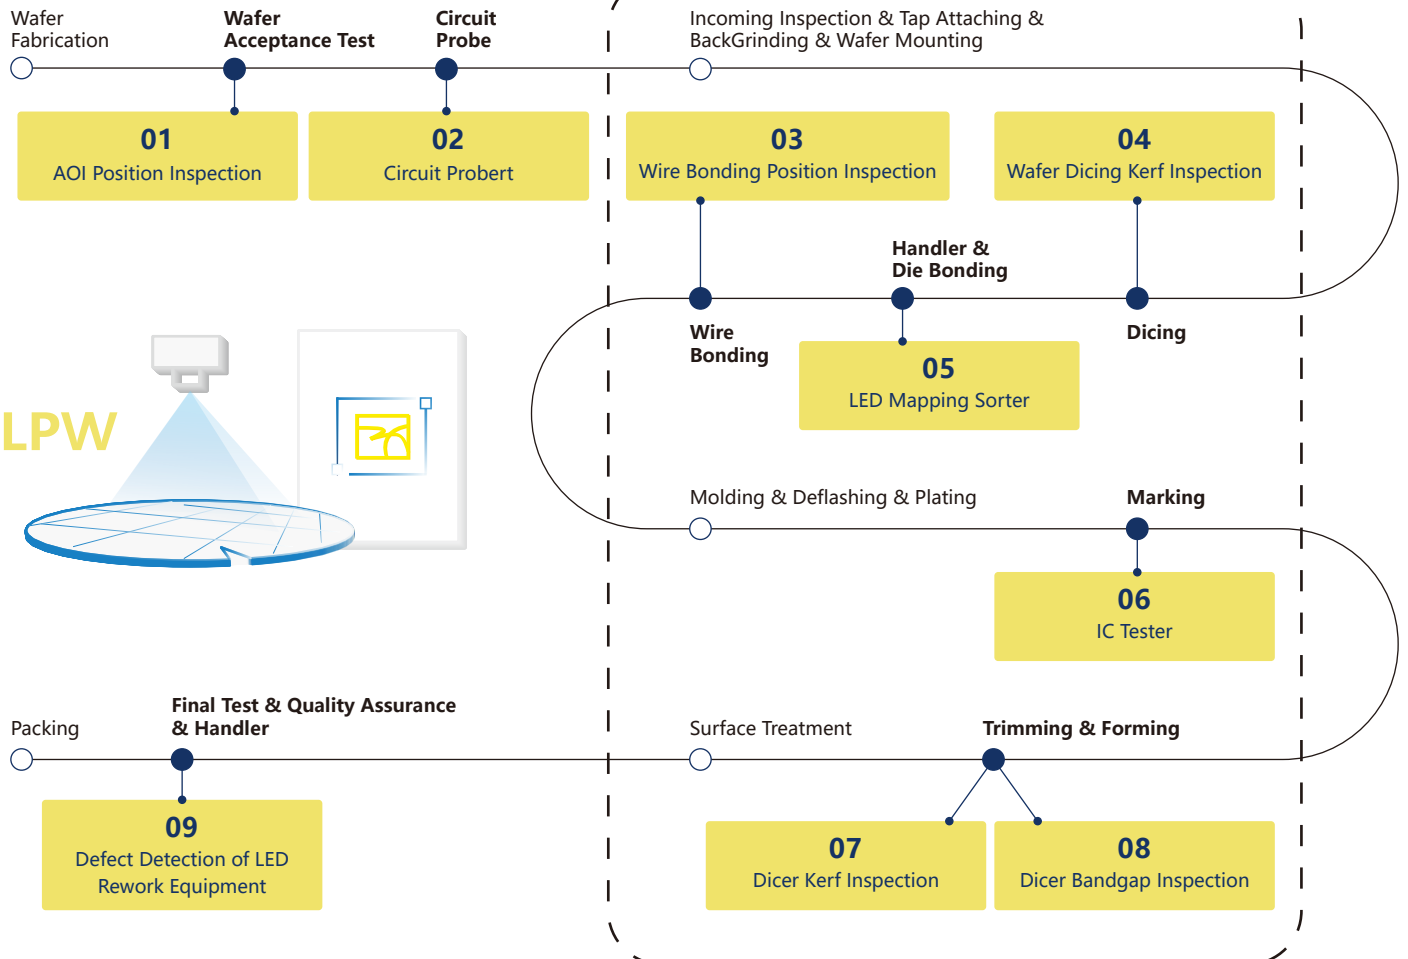 Wafer
Fabrication
Wafer
Acceptance Test
Circuit
Probe
Incoming Inspection & Tap Attaching &
BackGrinding & Wafer Mounting
01
AOI Position Inspection
02
Circuit Probert
03
Wire Bonding Position Inspection
04
Wafer Dicing Kerf Inspection
Handler &
Die Bonding
Wire
Bonding
Dicing
05
LED Mapping Sorter
LPW
Molding & Deflashing & Plating
Marking
06
IC Tester
Packing
Final Test & Quality Assurance
& Handler
Surface Treatment
Trimming & Forming
09
Defect Detection of LED
Rework Equipment
07
Dicer Kerf Inspection
08
Dicer Bandgap Inspection